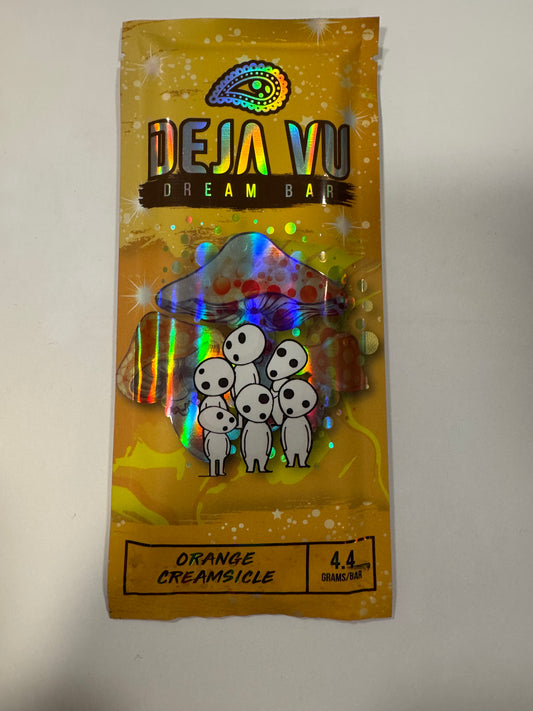 DEJA VU
DREAM BAR
ORANGE
CREAMSICLE
4.4
GRAMS/BAR